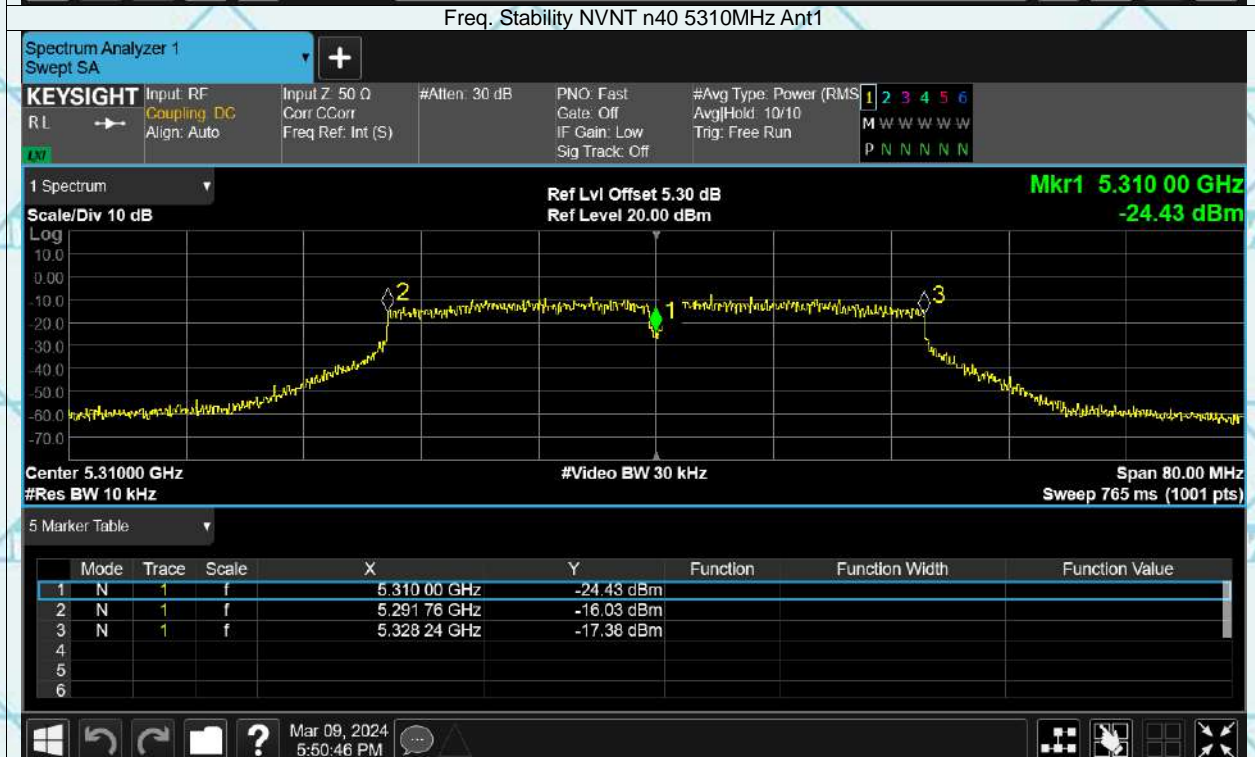 Freq. Stability NVNT n40 5310MHz Ant1
Spectrum Analyzer 1
Swept SA
+
KEYSIGHT Input: RF Input Z: 50 Ω #Atten: 30 dB PNO: Fast #Avg Type: Power (RMS 1 2 3 4 5 6
RL Coupling: DC Corr CCorr Gate: Off Avg|Hold: 10/10 M W W W W W
Align: Auto Freq Ref: Int (S) IF Gain: Low Trig: Free Run
LXI Sig Track: Off P N N N N N
1 Spectrum Ref Lvl Offset 5.30 dB Mkr1 5.310 00 GHz
Scale/Div 10 dB Ref Level 20.00 dBm -24.43 dBm
Log
10.0
0.00
-10.0
-20.0
-30.0
-40.0
-50.0
-60.0
-70.0
2
1
3
Center 5.31000 GHz #Video BW 30 kHz Span 80.00 MHz
#Res BW 10 kHz Sweep 765 ms (1001 pts)
5 Marker Table
Mode Trace Scale X Y Function Function Width Function Value
1 N 1 f 5.310 00 GHz -24.43 dBm
2 N 1 f 5.291 76 GHz -16.03 dBm
3 N 1 f 5.328 24 GHz -17.38 dBm
4
5
6
? Mar 09, 2024
5:50:46 PM